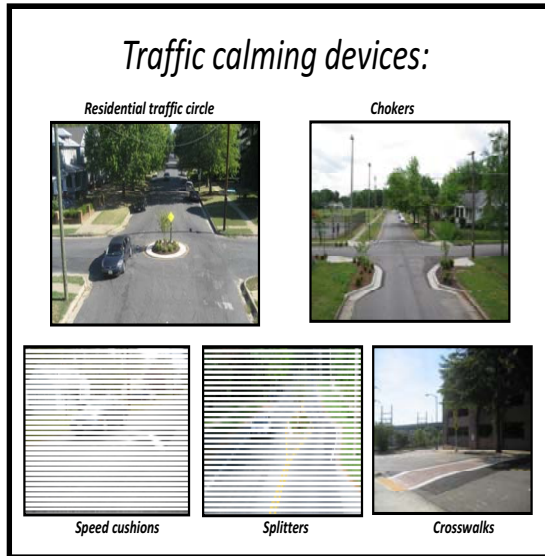 Traffic calming devices:
Residential traffic circle
Chokers
Speed cushions
Splitters
Crosswalks